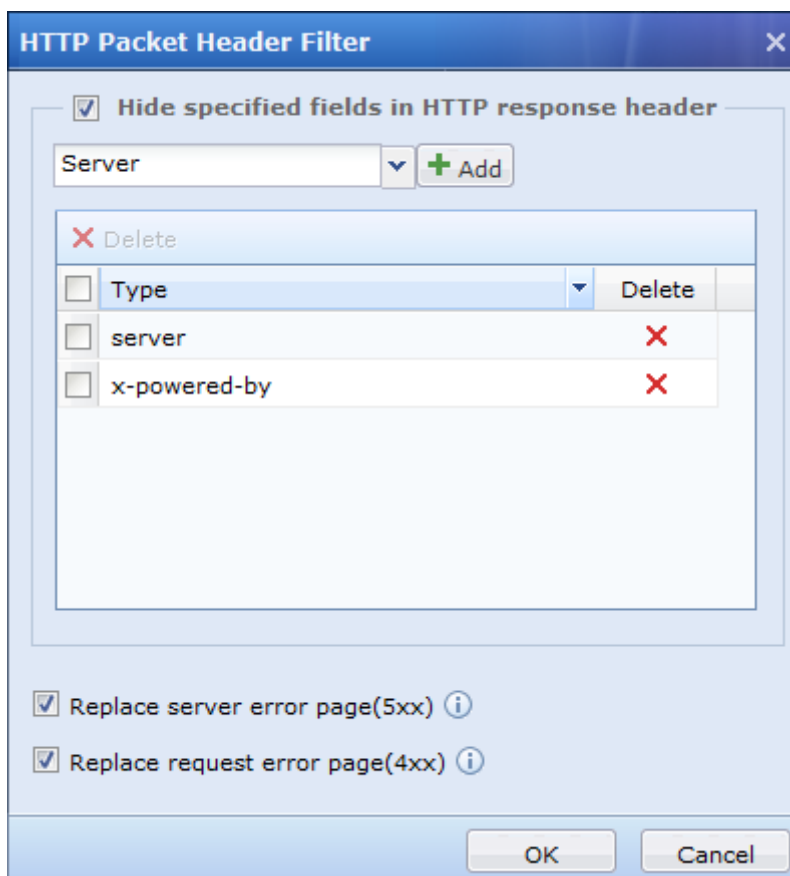 HTTP Packet Header Filter
Hide specified fields in HTTP response header
Server Add
Delete
Type Delete
server
x-powered-by
Replace server error page(5xx)
Replace request error page(4xx)
OK Cancel